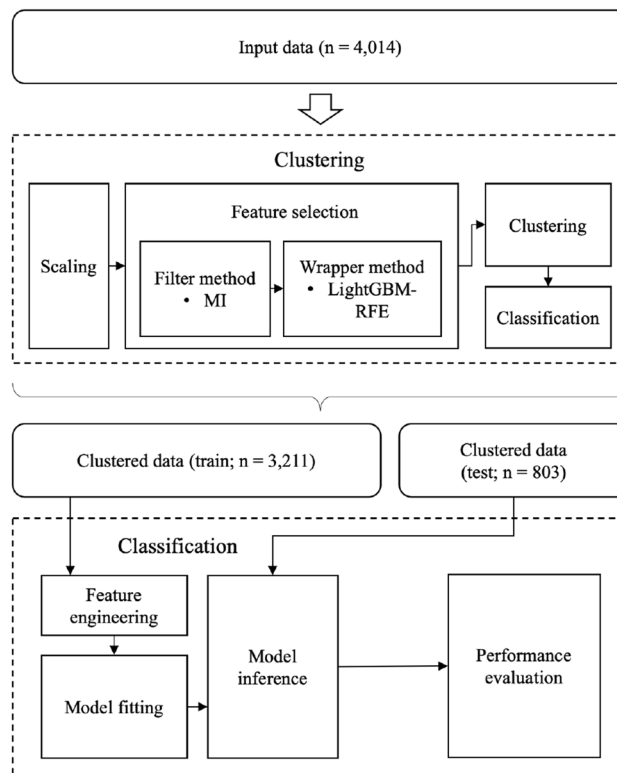 Input data (n = 4,014)
Clustering
Scaling
Feature selection
Filter method
• MI
Wrapper method
• LightGBM-
RFE
Clustering
Classification
Clustered data (train; n = 3,211)
Clustered data
(test; n = 803)
Classification
Feature
engineering
Model fitting
Model
inference
Performance
evaluation